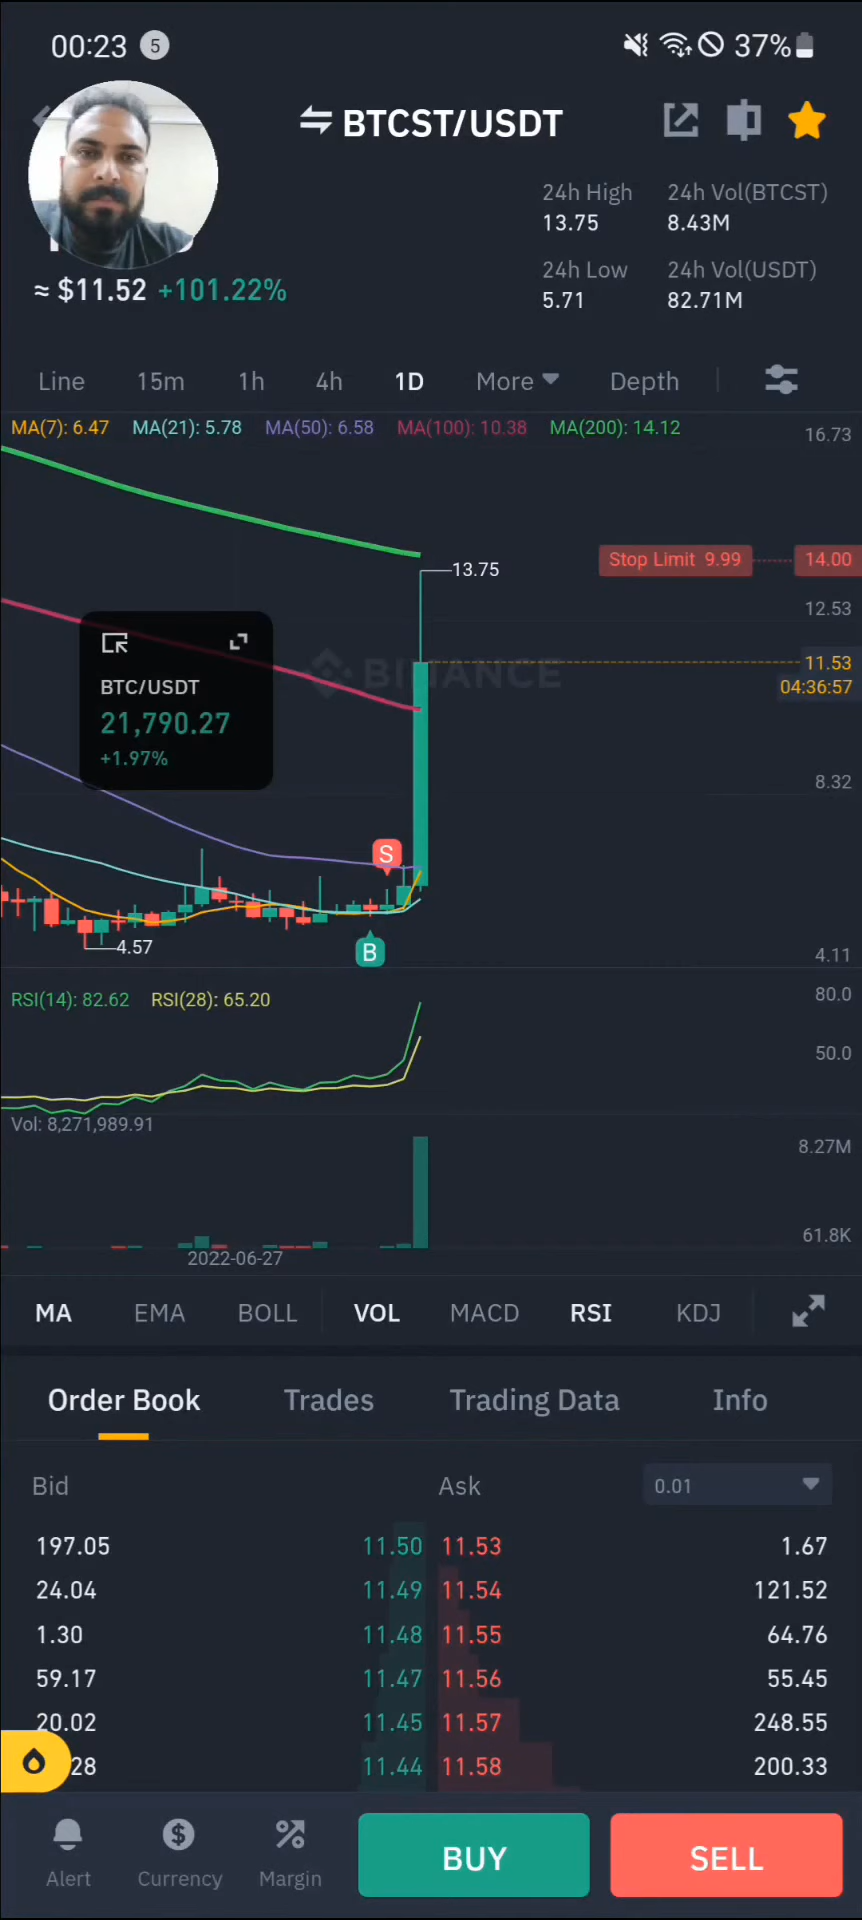 00:23 5 37%
BTCST/USDT
24h High 24h Vol(BTCST)
13.75 8.43M
24h Low 24h Vol(USDT)
5.71 82.71M
≈ $11.52 +101.22%
Line 15m 1h 4h 1D More Depth
MA(7): 6.47 MA(21): 5.78 MA(50): 6.58 MA(100): 10.38 MA(200): 14.12
16.73
Stop Limit 9.99 14.00
13.75
12.53
BINANCE
11.53
04:36:57
BTC/USDT
21,790.27
+1.97%
8.32
S
4.57
B
4.11
RSI(14): 82.62 RSI(28): 65.20
80.0
50.0
Vol: 8,271,989.91
8.27M
61.8K
2022-06-27
MA EMA BOLL VOL MACD RSI KDJ
Order Book Trades Trading Data Info
Bid Ask 0.01
197.05 11.50 11.53 1.67
24.04 11.49 11.54 121.52
1.30 11.48 11.55 64.76
59.17 11.47 11.56 55.45
20.02 11.45 11.57 248.55
28 11.44 11.58 200.33
Alert Currency Margin BUY SELL